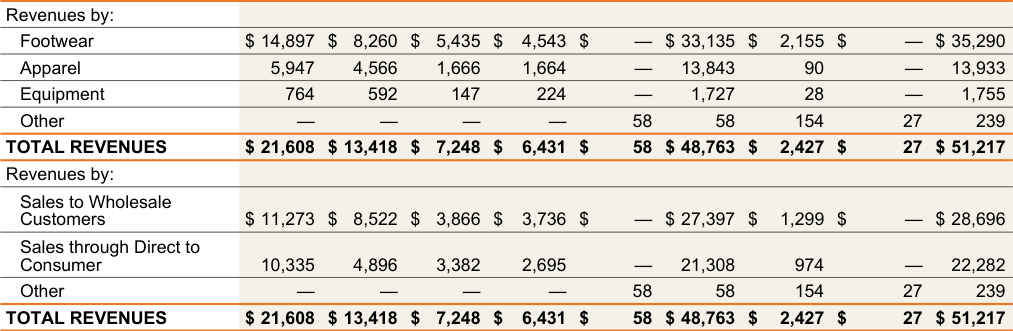 Revenues by:
Footwear $ 14,897 $ 8,260 $ 5,435 $ 4,543 $ — $ 33,135 $ 2,155 $ — $ 35,290
Apparel 5,947 4,566 1,666 1,664 — 13,843 90 — 13,933
Equipment 764 592 147 224 — 1,727 28 — 1,755
Other — — — — 58 58 154 27 239
TOTAL REVENUES $ 21,608 $ 13,418 $ 7,248 $ 6,431 $ 58 $ 48,763 $ 2,427 $ 27 $ 51,217
Revenues by:
Sales to Wholesale
Customers $ 11,273 $ 8,522 $ 3,866 $ 3,736 $ — $ 27,397 $ 1,299 $ — $ 28,696
Sales through Direct to
Consumer 10,335 4,896 3,382 2,695 — 21,308 974 — 22,282
Other — — — — 58 58 154 27 239
TOTAL REVENUES $ 21,608 $ 13,418 $ 7,248 $ 6,431 $ 58 $ 48,763 $ 2,427 $ 27 $ 51,217